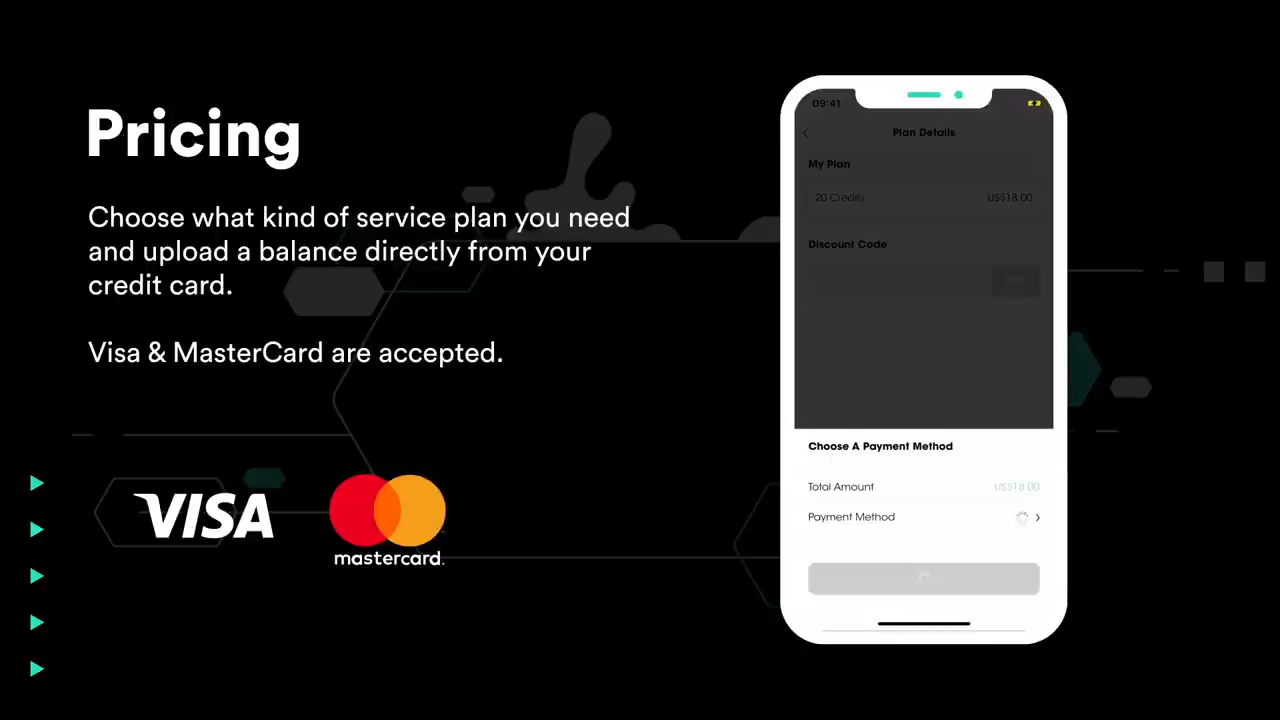 Pricing
Choose what kind of service plan you need
and upload a balance directly from your
credit card.
Visa & MasterCard are accepted.
VISA
mastercard.
09:41
Plan Details
My Plan
20 Credits
US$18.00
Discount Code
Choose A Payment Method
Total Amount
US$18.00
Payment Method